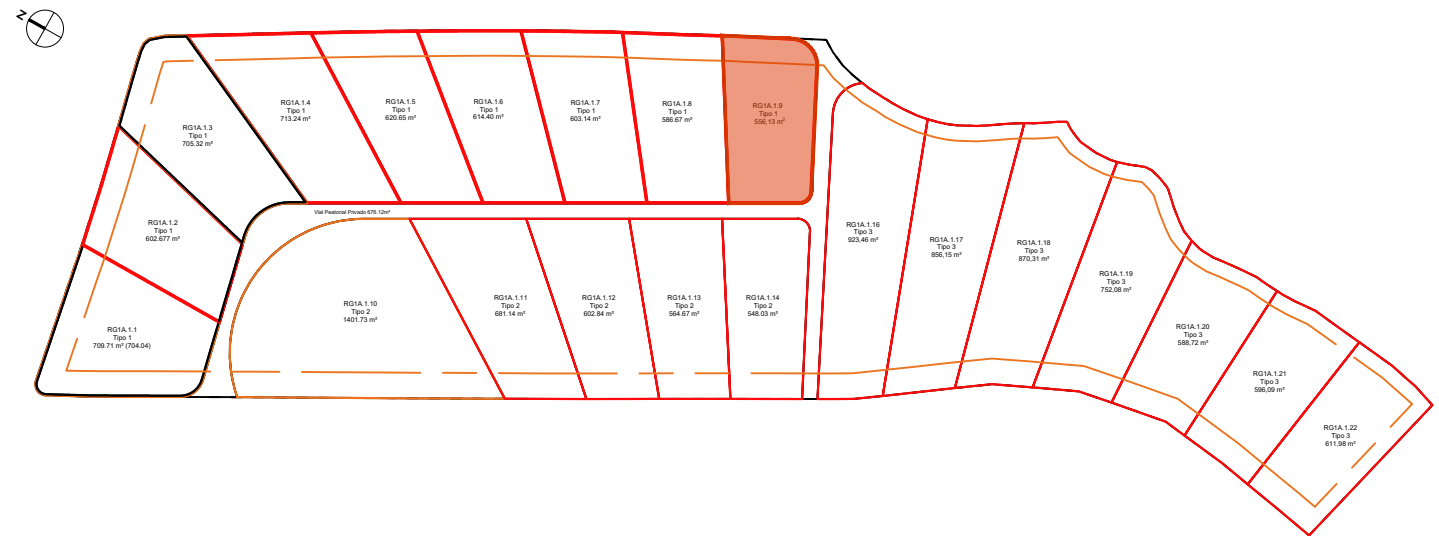 Z
RG1A.1.4
Tipo 1
713.24 m²
RG1A.1.5
Tipo 1
620.65 m²
RG1A.1.6
Tipo 1
614.40 m²
RG1A.1.7
Tipo 1
603.14 m²
RG1A.1.8
Tipo 1
586.67 m²
RG1A.1.9
Tipo 1
556,13 m²
RG1A.1.3
Tipo 1
705.32 m²
RG1A.1.2
Tipo 1
602.677 m²
RG1A.1.1
Tipo 1
709.71 m² (704.04)
Vial Peatonal Privado 676.12m²
RG1A.1.10
Tipo 2
1401.73 m²
RG1A.1.11
Tipo 2
681.14 m²
RG1A.1.12
Tipo 2
602.84 m²
RG1A.1.13
Tipo 2
564.67 m²
RG1A.1.14
Tipo 2
548.03 m²
RG1A.1.16
Tipo 3
923,46 m²
RG1A.1.17
Tipo 3
856,15 m²
RG1A.1.18
Tipo 3
870,31 m²
RG1A.1.19
Tipo 3
752,08 m²
RG1A.1.20
Tipo 3
588,72 m²
RG1A.1.21
Tipo 3
596,09 m²
RG1A.1.22
Tipo 3
611,98 m²